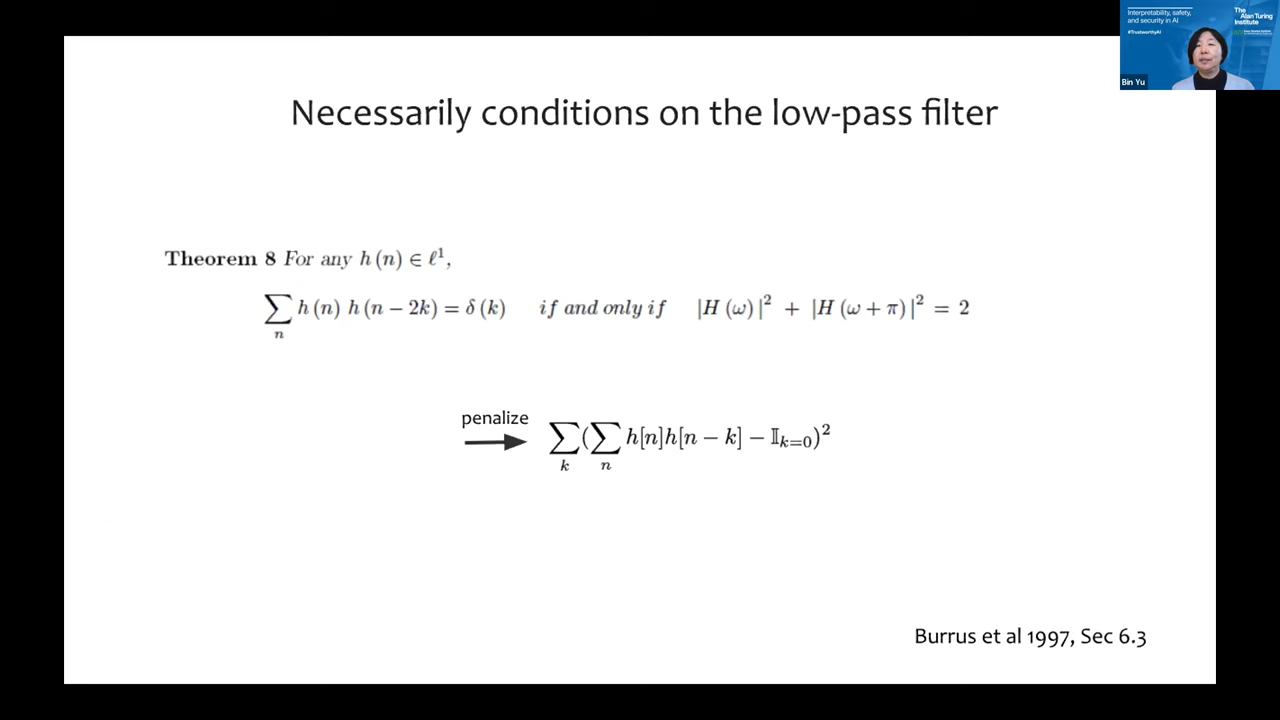 Interpretability, safety,
and security in AI
#TrustworthyAI
The
Alan Turing
Institute
Bin Yu
Necessarily conditions on the low-pass filter
Theorem 8 For any h(n) ∈ ℓ¹,
∑ₙ h(n) h(n − 2k) = δ(k) if and only if |H(ω)|² + |H(ω + π)|² = 2
penalize
∑ₖ(∑ₙ h[n]h[n − k] − 𝕀ₖ₌₀)²
Burrus et al 1997, Sec 6.3